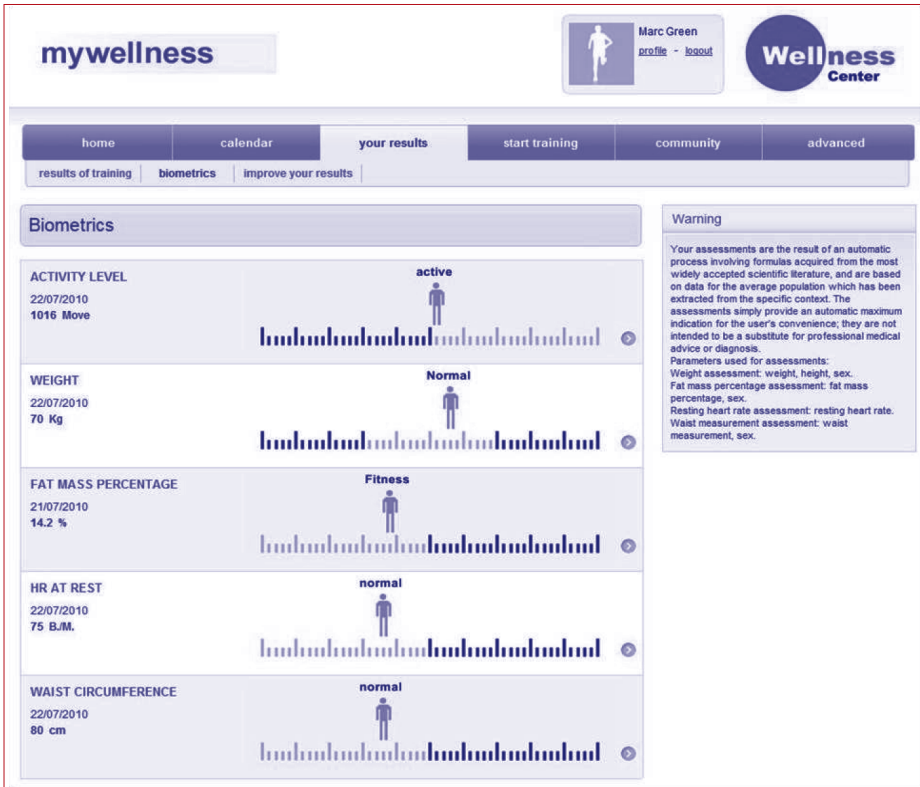 mywellness
Marc Green
profile - logout
Wellness
Center
home calendar your results start training community advanced
results of training biometrics improve your results
Biometrics
ACTIVITY LEVEL
22/07/2010
1016 Move
active
WEIGHT
22/07/2010
70 Kg
Normal
FAT MASS PERCENTAGE
21/07/2010
14.2 %
Fitness
HR AT REST
22/07/2010
75 B./M.
normal
WAIST CIRCUMFERENCE
22/07/2010
80 cm
normal
Warning
Your assessments are the result of an automatic
process involving formulas acquired from the most
widely accepted scientific literature, and are based
on data for the average population which has been
extracted from the specific context. The
assessments simply provide an automatic maximum
indication for the user's convenience; they are not
intended to be a substitute for professional medical
advice or diagnosis.
Parameters used for assessments:
Weight assessment: weight, height, sex.
Fat mass percentage assessment: fat mass
percentage, sex.
Resting heart rate assessment: resting heart rate.
Waist measurement assessment: waist
measurement, sex.